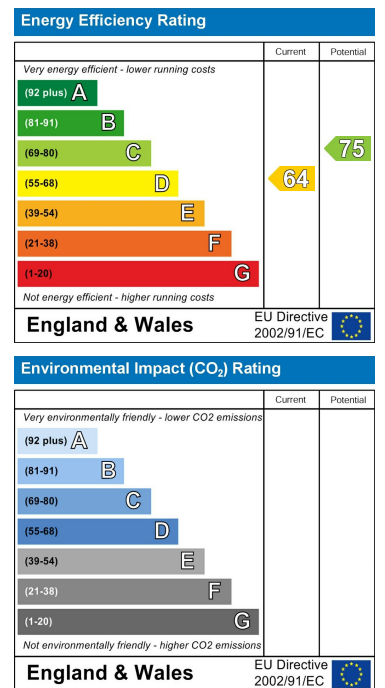 Energy Efficiency Rating
Current Potential
Very energy efficient - lower running costs
(92 plus) A
(81-91) B
(69-80) C
75
(55-68) D
64
(39-54) E
(21-38) F
(1-20) G
Not energy efficient - higher running costs
England & Wales
EU Directive
2002/91/EC
Environmental Impact (CO₂) Rating
Current Potential
Very environmentally friendly - lower CO2 emissions
(92 plus) A
(81-91) B
(69-80) C
(55-68) D
(39-54) E
(21-38) F
(1-20) G
Not environmentally friendly - higher CO2 emissions
England & Wales
EU Directive
2002/91/EC